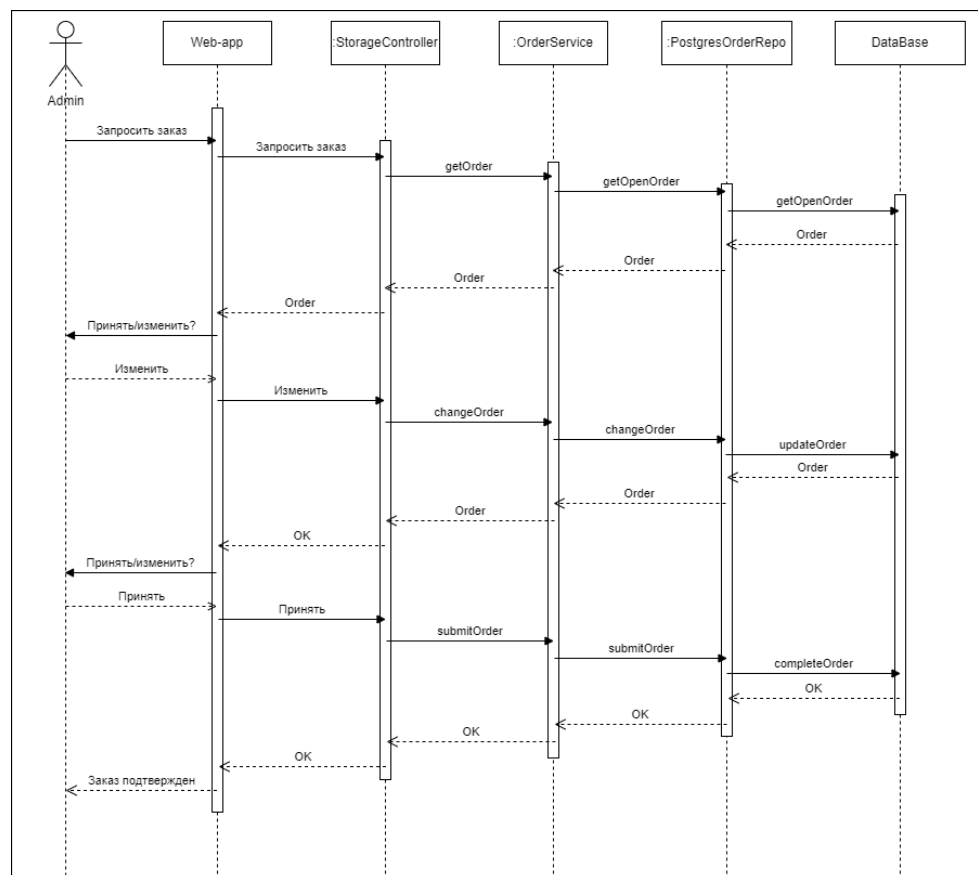 Web-app
:StorageController
:OrderService
:PostgresOrderRepo
DataBase
Admin
Запросить заказ
Запросить заказ
getOrder
getOpenOrder
getOpenOrder
Order
Order
Order
Order
Принять/изменить?
Изменить
Изменить
changeOrder
changeOrder
updateOrder
Order
Order
Order
OK
Принять/изменить?
Принять
Принять
submitOrder
submitOrder
completeOrder
OK
OK
OK
OK
Заказ подтвержден